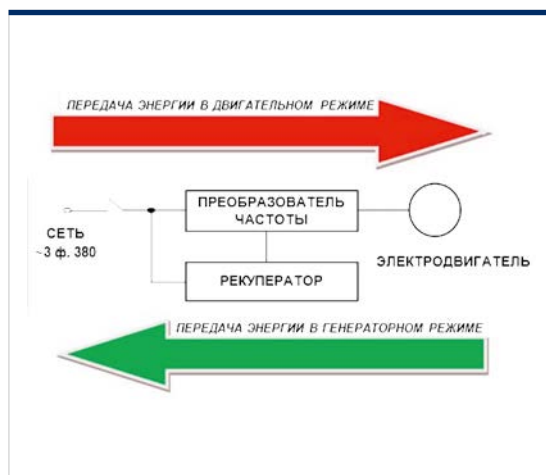 ПЕРЕДАЧА ЭНЕРГИИ В ДВИГАТЕЛЬНОМ РЕЖИМЕ
ПРЕОБРАЗОВАТЕЛЬ
ЧАСТОТЫ
СЕТЬ
~3 ф. 380
ЭЛЕКТРОДВИГАТЕЛЬ
РЕКУПЕРАТОР
ПЕРЕДАЧА ЭНЕРГИИ В ГЕНЕРАТОРНОМ РЕЖИМЕ